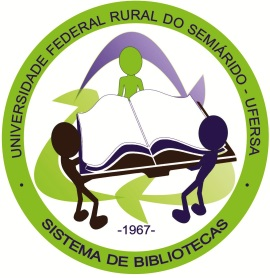 UNIVERSIDADE FEDERAL RURAL DO SEMIÁRIDO - UFERSA
-1967-
SISTEMA DE BIBLIOTECAS